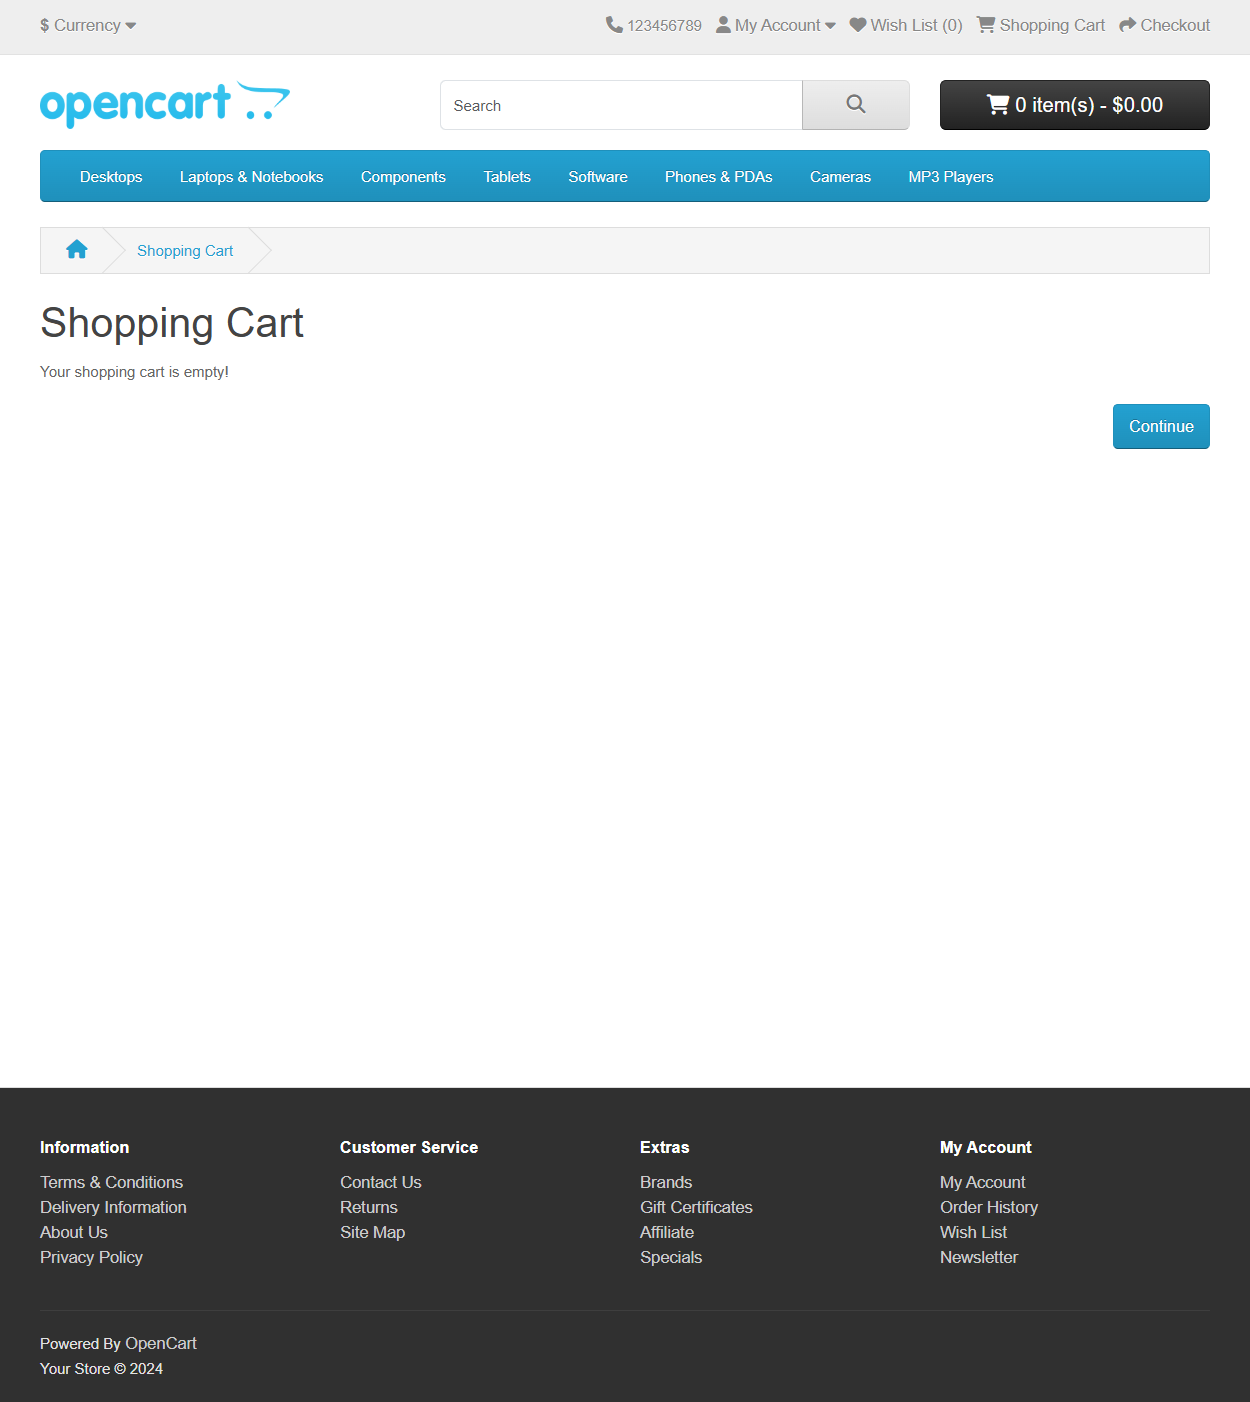 $ Currency
123456789 My Account Wish List (0) Shopping Cart Checkout
opencart
Search
0 item(s) - $0.00
Desktops Laptops & Notebooks Components Tablets Software Phones & PDAs Cameras MP3 Players
Shopping Cart
Shopping Cart
Your shopping cart is empty!
Continue
Information
Terms & Conditions
Delivery Information
About Us
Privacy Policy
Customer Service
Contact Us
Returns
Site Map
Extras
Brands
Gift Certificates
Affiliate
Specials
My Account
My Account
Order History
Wish List
Newsletter
Powered By OpenCart
Your Store © 2024